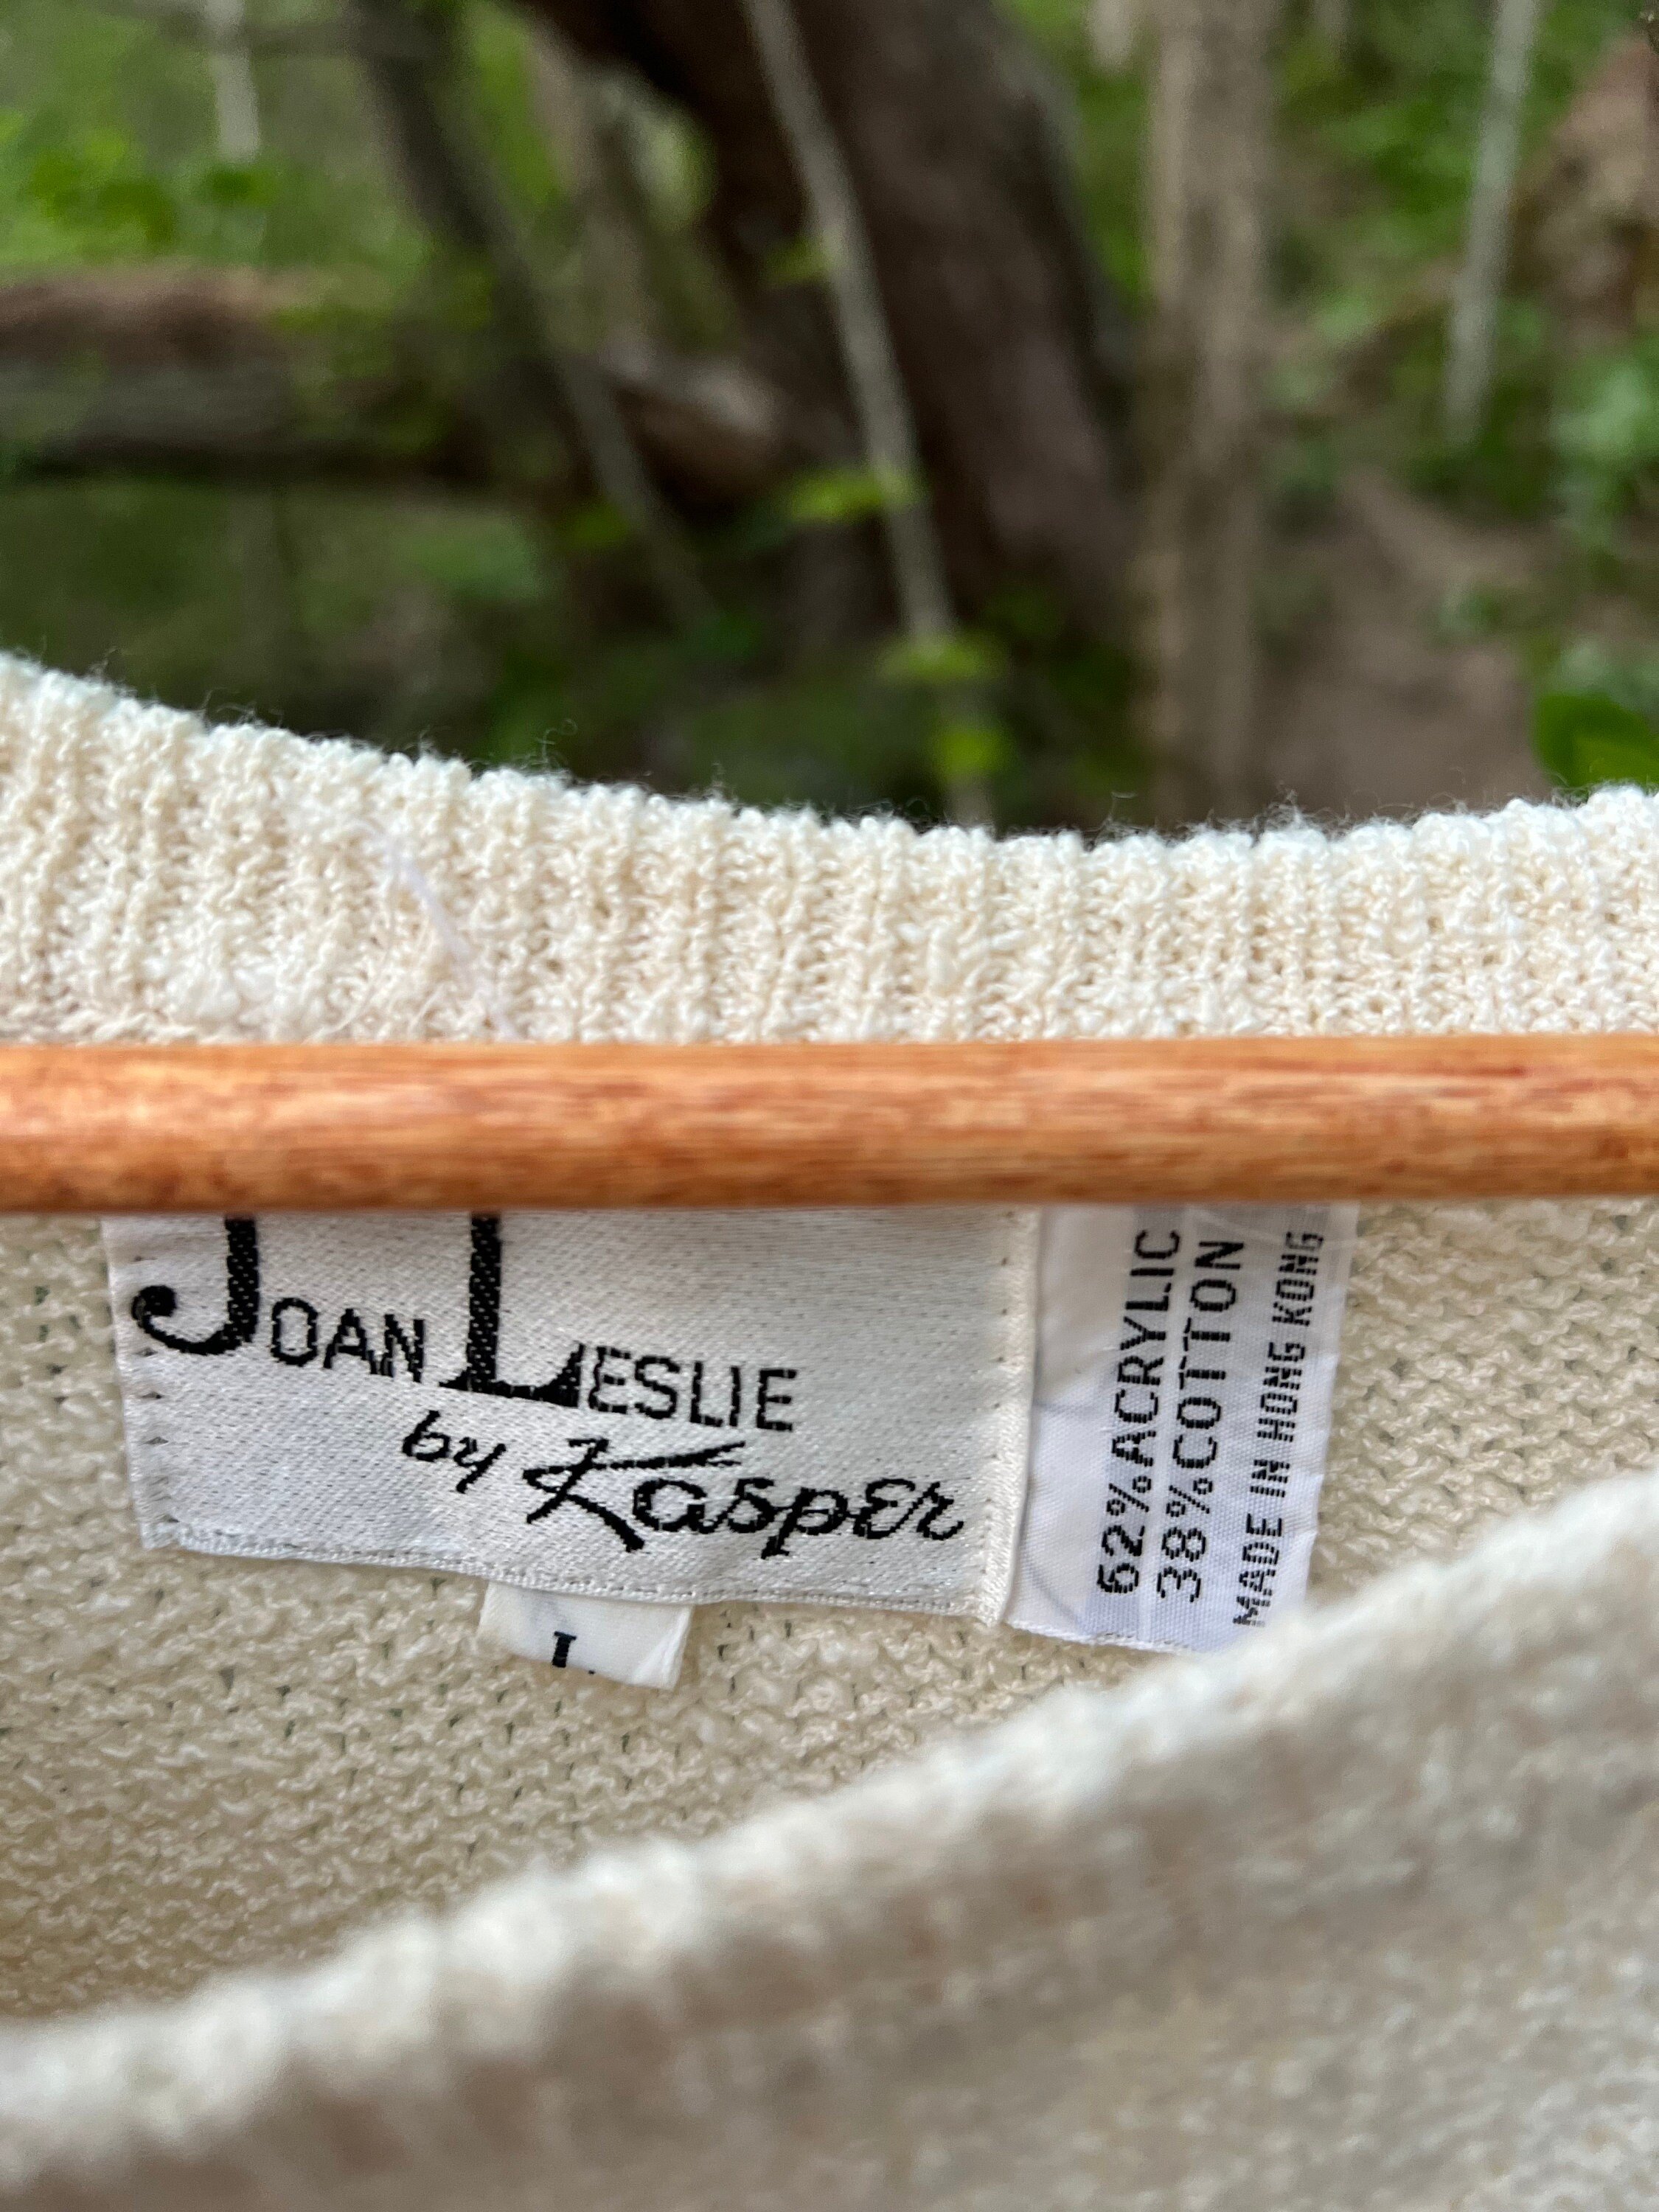 JOAN LESLIE
by Kasper
L
62% ACRYLIC
38% COTTON
MADE IN HONG KONG